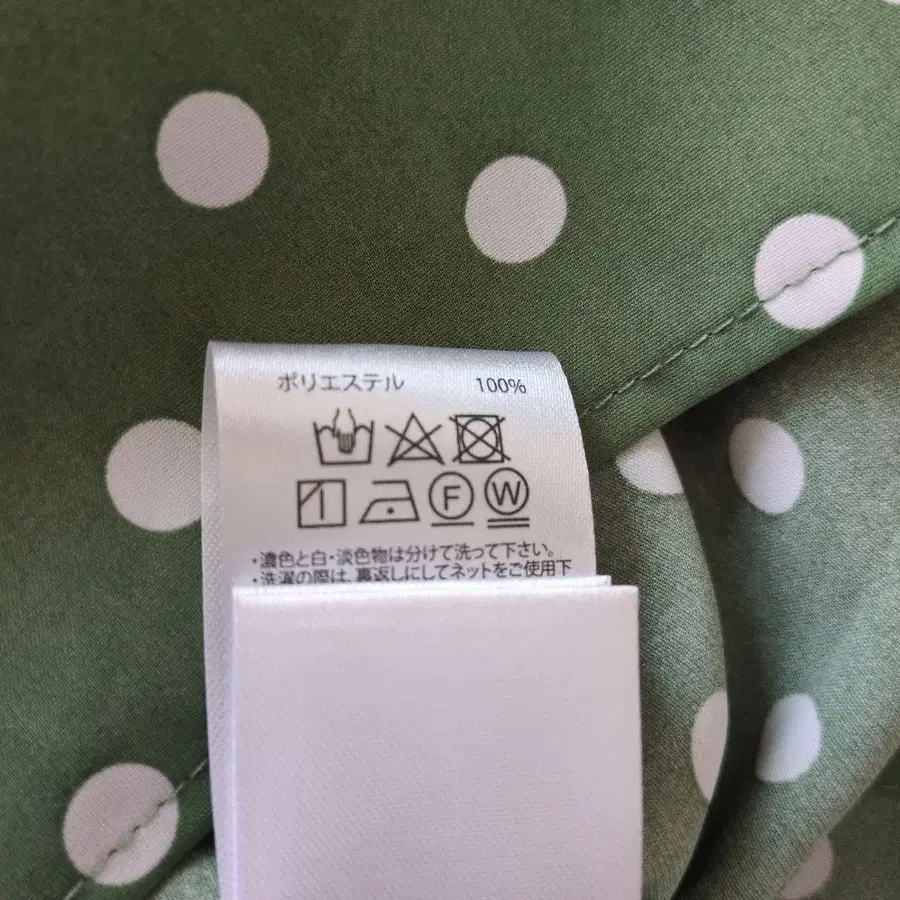 ポリエステル 100%
F W
・濃色と白・淡色物は分けて洗って下さい。
・洗濯の際は、裏返しにしてネットをご使用下